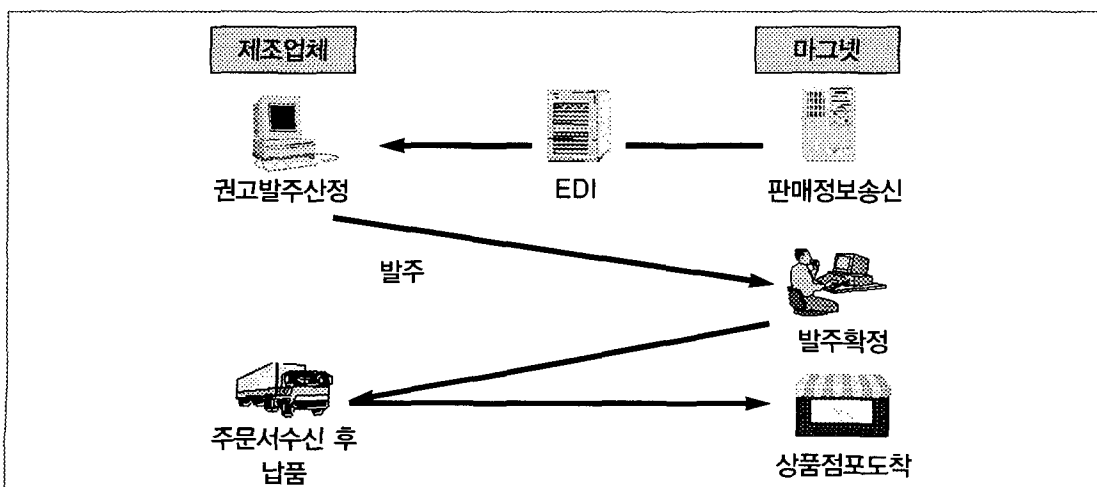 제조업체
마그넷
권고발주산정
EDI
판매정보송신
발주
발주확정
주문서수신 후
납품
상품점포도착